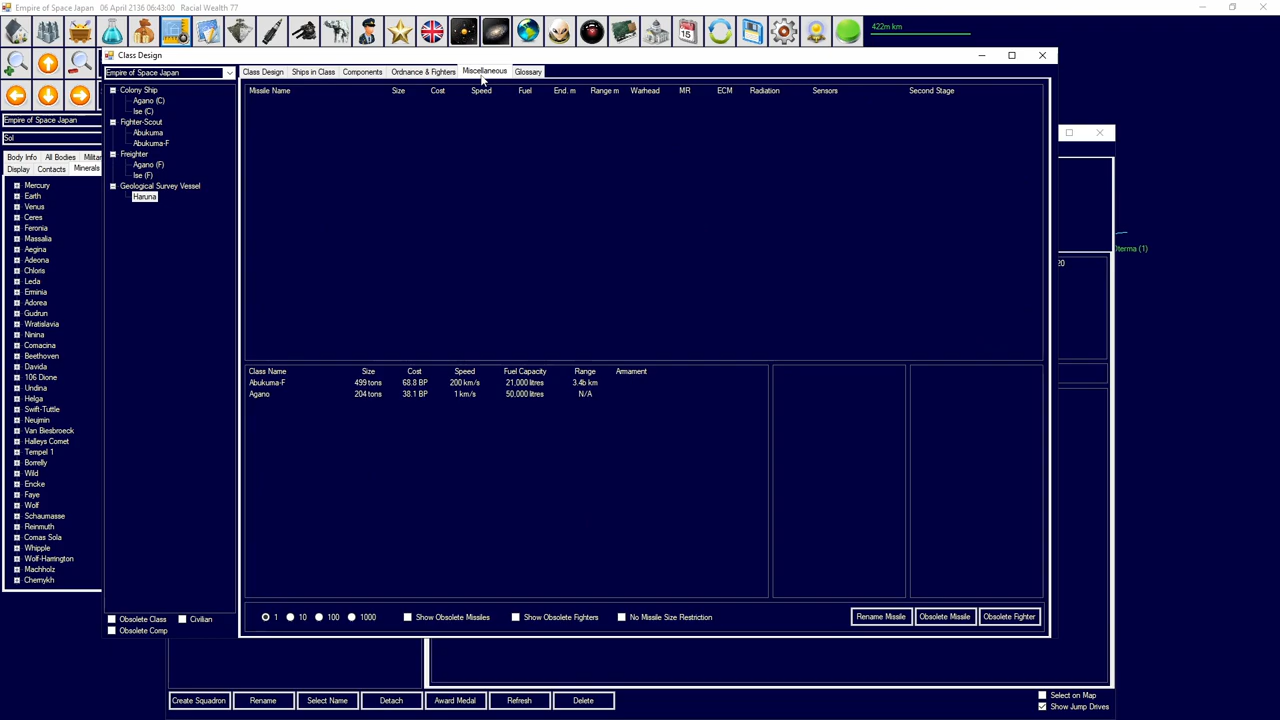 Empire of Space Japan 06 April 2136 06:43:00 Racial Wealth 77
422m km
Class Design
Empire of Space Japan
Class Design Ships in Class Components Ordnance & Fighters Miscellaneous Glossary
Colony Ship
Agano (C)
Ise (C)
Fighter-Scout
Abukuma
Abukuma-F
Freighter
Agano (F)
Ise (F)
Geological Survey Vessel
Haruna
Missile Name Size Cost Speed Fuel End. m Range m Warhead MR ECM Radiation Sensors Second Stage
Class Name Size Cost Speed Fuel Capacity Range Armament
Abukuma-F 499 tons 68.8 BP 200 km/s 21,000 litres 3.4b km
Agano 204 tons 38.1 BP 1 km/s 50,000 litres N/A
1 10 100 1000 Show Obsolete Missiles Show Obsolete Fighters No Missile Size Restriction Rename Missile Obsolete Missile Obsolete Fighter
Obsolete Class Civilian
Obsolete Comp
Empire of Space Japan
Sol
Body Info All Bodies Militar
Display Contacts Minerals
Mercury
Earth
Venus
Ceres
Feronia
Massalia
Aegina
Adeona
Chloris
Leda
Erminia
Adorea
Gudrun
Wratislavia
Ninina
Comacina
Beethoven
Davida
106 Dione
Undina
Helga
Swift-Tuttle
Neujmin
Van Biesbroeck
Halleys Comet
Tempel 1
Borrelly
Wild
Encke
Faye
Wolf
Schaumasse
Reinmuth
Comas Sola
Whipple
Wolf-Harrington
Machholz
Chernykh
terma (1)
20
Create Squadron Rename Select Name Detach Award Medal Refresh Delete
Select on Map
Show Jump Drives